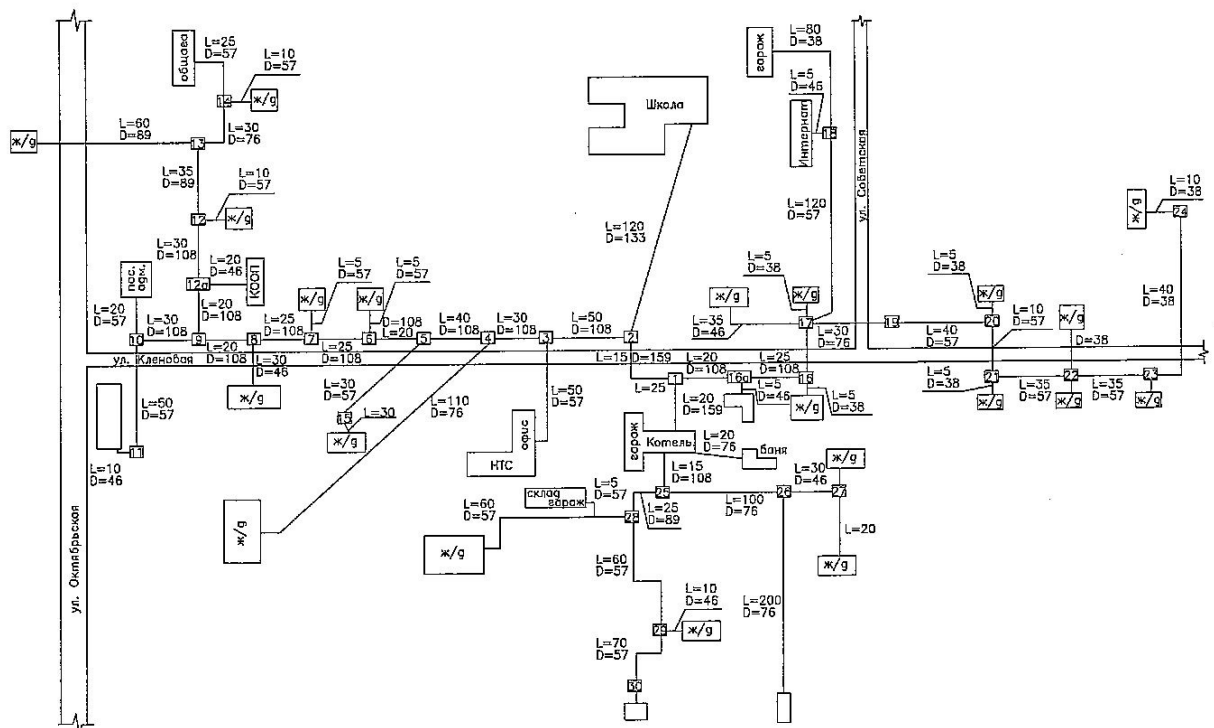 L=25
D=57
общага
L=10
D=57
14
ж/д
L=60
D=89
ж/д
13
L=30
D=76
L=35
D=89
L=10
D=57
12
ж/д
L=30
D=108
L=20
D=46
12а
КООП
L=20
D=108
пос.
адм.
L=20
D=57
L=30
D=108
10
9
L=20
D=108
8
L=25
D=108
L=5
D=57
ж/д
7
L=25
D=108
L=5
D=57
ж/д
6
D=108
L=20
5
L=40
D=108
4
L=30
D=108
3
L=50
D=108
2
ул. Кленовая
L=30
D=46
ж/д
L=50
D=57
11
L=10
D=46
ул. Октябрьская
L=30
D=57
15
L=30
ж/д
L=110
D=76
ж/д
L=50
D=57
офис
НТС
Школа
L=120
D=133
L=15 D=159
L=25
1
L=20
D=108
16а
L=25
D=108
16
L=5
D=46
L=5
D=38
ж/д
L=20
D=159
гараж
Котель
L=20
D=76
баня
гараж
L=80
D=38
L=5
D=46
Интернат
18
L=120
D=57
L=5
D=38
ж/д
ж/д
L=35
D=46
17
L=30
D=76
ул. Советская
19
L=40
D=57
L=5
D=38
ж/д
20
L=10
D=57
ж/д
D=38
L=10
D=38
ж/д
24
L=40
D=38
L=5
D=38
21
ж/д
L=35
D=57
22
ж/д
L=35
D=57
23
ж/д
L=15
D=108
25
L=100
D=76
26
L=30
D=46
ж/д
27
L=20
ж/д
L=200
D=76
L=25
D=89
L=5
D=57
склад
гараж
28
L=60
D=57
ж/д
L=60
D=57
L=10
D=46
29
ж/д
L=70
D=57
30